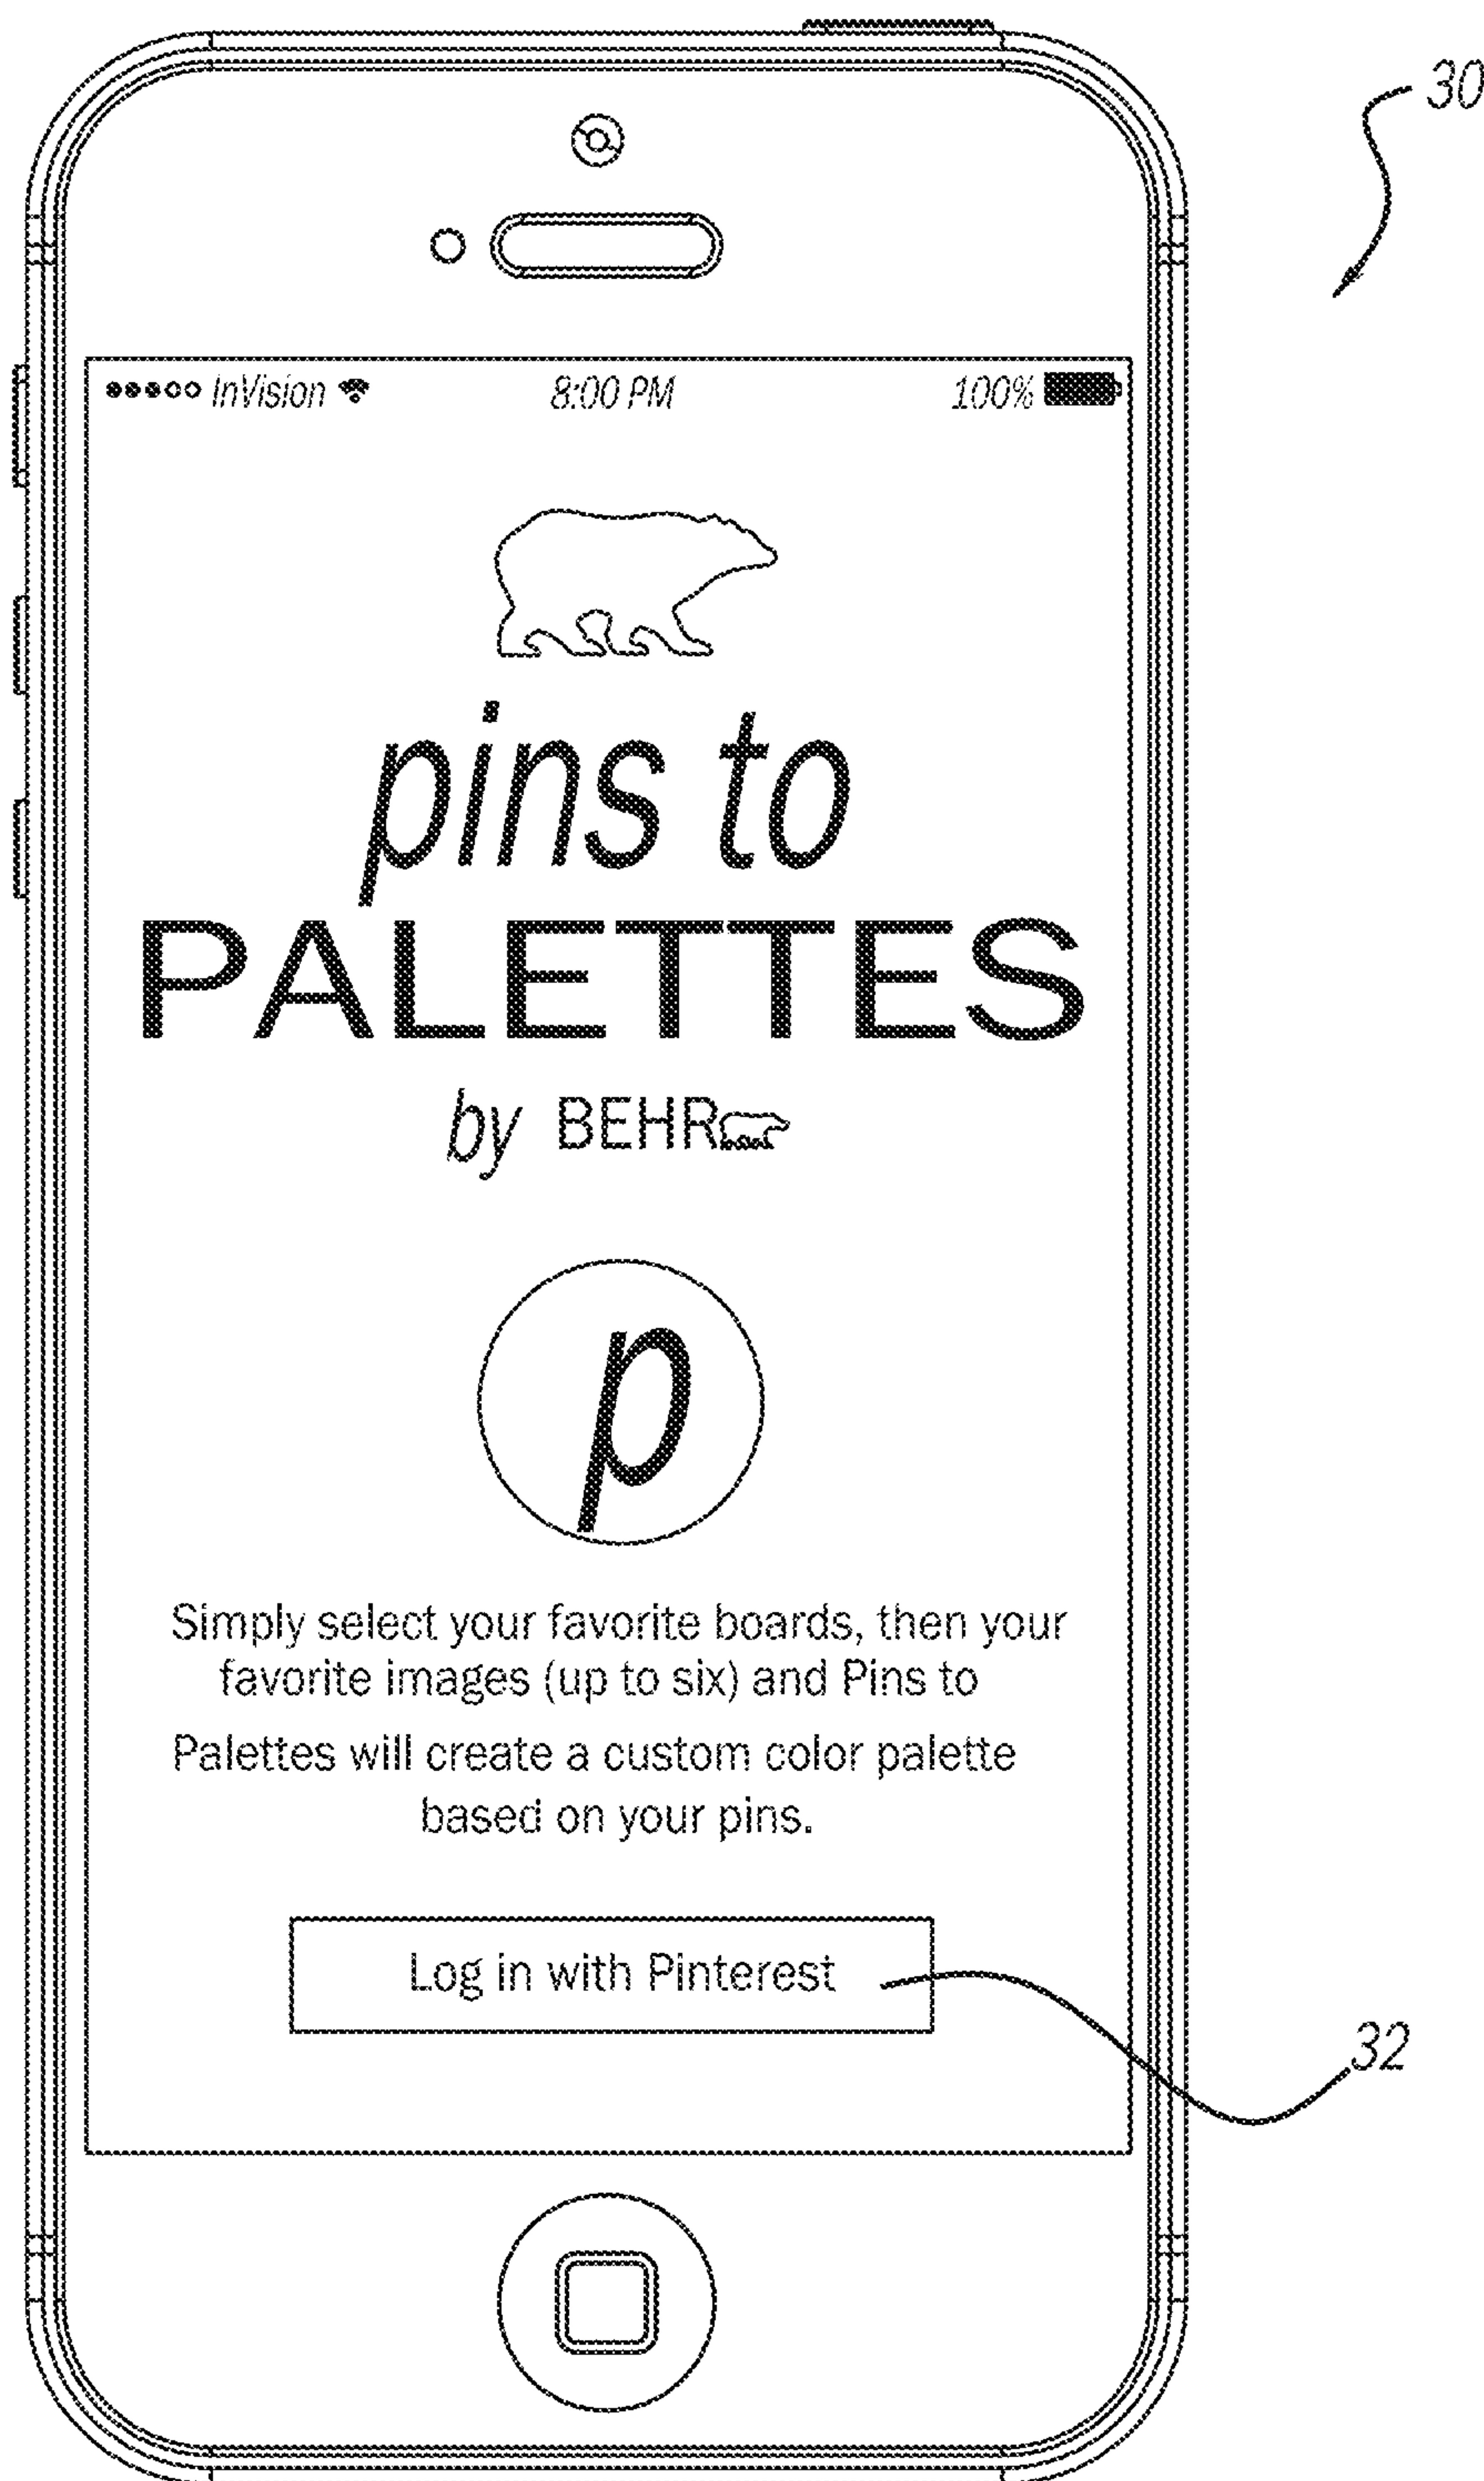 30
InVision 8:00 PM 100%
pins to
PALETTES
by BEHR
p
Simply select your favorite boards, then your
favorite images (up to six) and Pins to
Palettes will create a custom color palette
based on your pins.
Log in with Pinterest
32